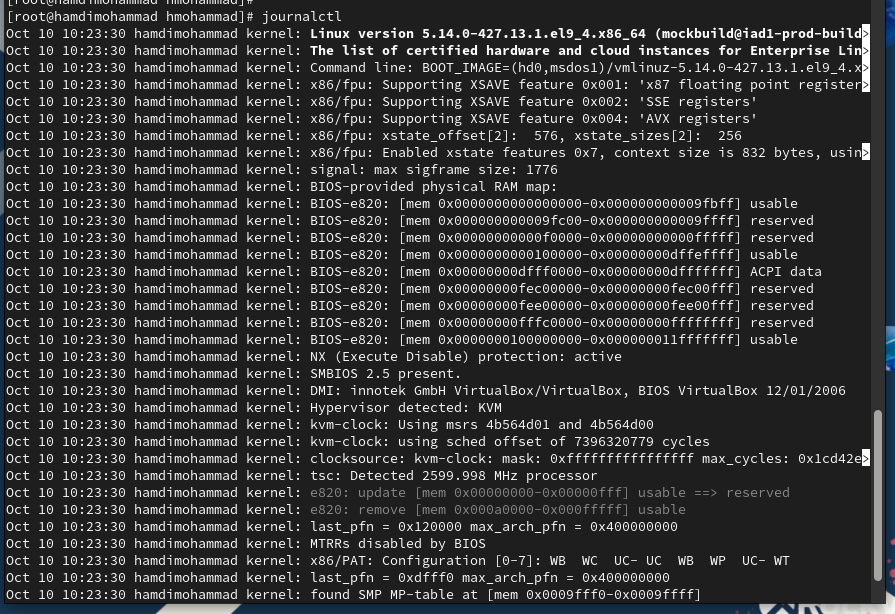 [root@hamdimohammad hmohammad]#
[root@hamdimohammad hmohammad]# journalctl
Oct 10 10:23:30 hamdimohammad kernel: Linux version 5.14.0-427.13.1.el9_4.x86_64 (mockbuild@iad1-prod-build>
Oct 10 10:23:30 hamdimohammad kernel: The list of certified hardware and cloud instances for Enterprise Lin>
Oct 10 10:23:30 hamdimohammad kernel: Command line: BOOT_IMAGE=(hd0,msdos1)/vmlinuz-5.14.0-427.13.1.el9_4.x>
Oct 10 10:23:30 hamdimohammad kernel: x86/fpu: Supporting XSAVE feature 0x001: 'x87 floating point register>
Oct 10 10:23:30 hamdimohammad kernel: x86/fpu: Supporting XSAVE feature 0x002: 'SSE registers'
Oct 10 10:23:30 hamdimohammad kernel: x86/fpu: Supporting XSAVE feature 0x004: 'AVX registers'
Oct 10 10:23:30 hamdimohammad kernel: x86/fpu: xstate_offset[2]:  576, xstate_sizes[2]:  256
Oct 10 10:23:30 hamdimohammad kernel: x86/fpu: Enabled xstate features 0x7, context size is 832 bytes, usin>
Oct 10 10:23:30 hamdimohammad kernel: signal: max sigframe size: 1776
Oct 10 10:23:30 hamdimohammad kernel: BIOS-provided physical RAM map:
Oct 10 10:23:30 hamdimohammad kernel: BIOS-e820: [mem 0x0000000000000000-0x000000000009fbff] usable
Oct 10 10:23:30 hamdimohammad kernel: BIOS-e820: [mem 0x000000000009fc00-0x000000000009ffff] reserved
Oct 10 10:23:30 hamdimohammad kernel: BIOS-e820: [mem 0x00000000000f0000-0x00000000000fffff] reserved
Oct 10 10:23:30 hamdimohammad kernel: BIOS-e820: [mem 0x0000000000100000-0x00000000dffeffff] usable
Oct 10 10:23:30 hamdimohammad kernel: BIOS-e820: [mem 0x00000000dfff0000-0x00000000dfffffff] ACPI data
Oct 10 10:23:30 hamdimohammad kernel: BIOS-e820: [mem 0x00000000fec00000-0x00000000fec00fff] reserved
Oct 10 10:23:30 hamdimohammad kernel: BIOS-e820: [mem 0x00000000fee00000-0x00000000fee00fff] reserved
Oct 10 10:23:30 hamdimohammad kernel: BIOS-e820: [mem 0x00000000fffc0000-0x00000000ffffffff] reserved
Oct 10 10:23:30 hamdimohammad kernel: BIOS-e820: [mem 0x0000000100000000-0x000000011fffffff] usable
Oct 10 10:23:30 hamdimohammad kernel: NX (Execute Disable) protection: active
Oct 10 10:23:30 hamdimohammad kernel: SMBIOS 2.5 present.
Oct 10 10:23:30 hamdimohammad kernel: DMI: innotek GmbH VirtualBox/VirtualBox, BIOS VirtualBox 12/01/2006
Oct 10 10:23:30 hamdimohammad kernel: Hypervisor detected: KVM
Oct 10 10:23:30 hamdimohammad kernel: kvm-clock: Using msrs 4b564d01 and 4b564d00
Oct 10 10:23:30 hamdimohammad kernel: kvm-clock: using sched offset of 7396320779 cycles
Oct 10 10:23:30 hamdimohammad kernel: clocksource: kvm-clock: mask: 0xffffffffffffffff max_cycles: 0x1cd42e>
Oct 10 10:23:30 hamdimohammad kernel: tsc: Detected 2599.998 MHz processor
Oct 10 10:23:30 hamdimohammad kernel: e820: update [mem 0x00000000-0x00000fff] usable ==> reserved
Oct 10 10:23:30 hamdimohammad kernel: e820: remove [mem 0x000a0000-0x000fffff] usable
Oct 10 10:23:30 hamdimohammad kernel: last_pfn = 0x120000 max_arch_pfn = 0x400000000
Oct 10 10:23:30 hamdimohammad kernel: MTRRs disabled by BIOS
Oct 10 10:23:30 hamdimohammad kernel: x86/PAT: Configuration [0-7]: WB  WC  UC- UC  WB  WP  UC- WT
Oct 10 10:23:30 hamdimohammad kernel: last_pfn = 0xdfff0 max_arch_pfn = 0x400000000
Oct 10 10:23:30 hamdimohammad kernel: found SMP MP-table at [mem 0x0009fff0-0x0009ffff]